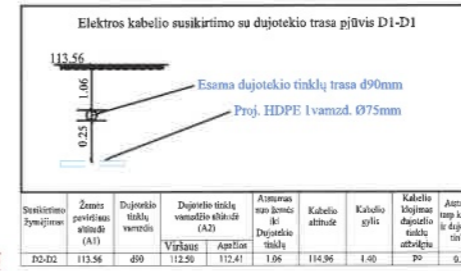 Elektros kabelio susikirtimo su dujotekio trasa pjūvis D1-D1
113.56
1.06
Esama dujotekio tinklų trasa d90mm
Proj. HDPE 1vamzd. Ø75mm
0.25
Susikirtimo žymėjimas
Žemės paviršiaus altitudė (A1)
Dujotekio tinklų vamzdis
Dujotekio tinklų vamzdžio altitudė (A2)
Viršaus
Apačios
Atstumas nuo žemės iki Dujotekio tinklų
Kabelio altitudė
Kabelio gylis
Kabelio klojimas dujotekio tinklų atžvilgiu
D2-D2 113.56 d90 112.50 112.41 1.06 114.96 1.40 po 0.